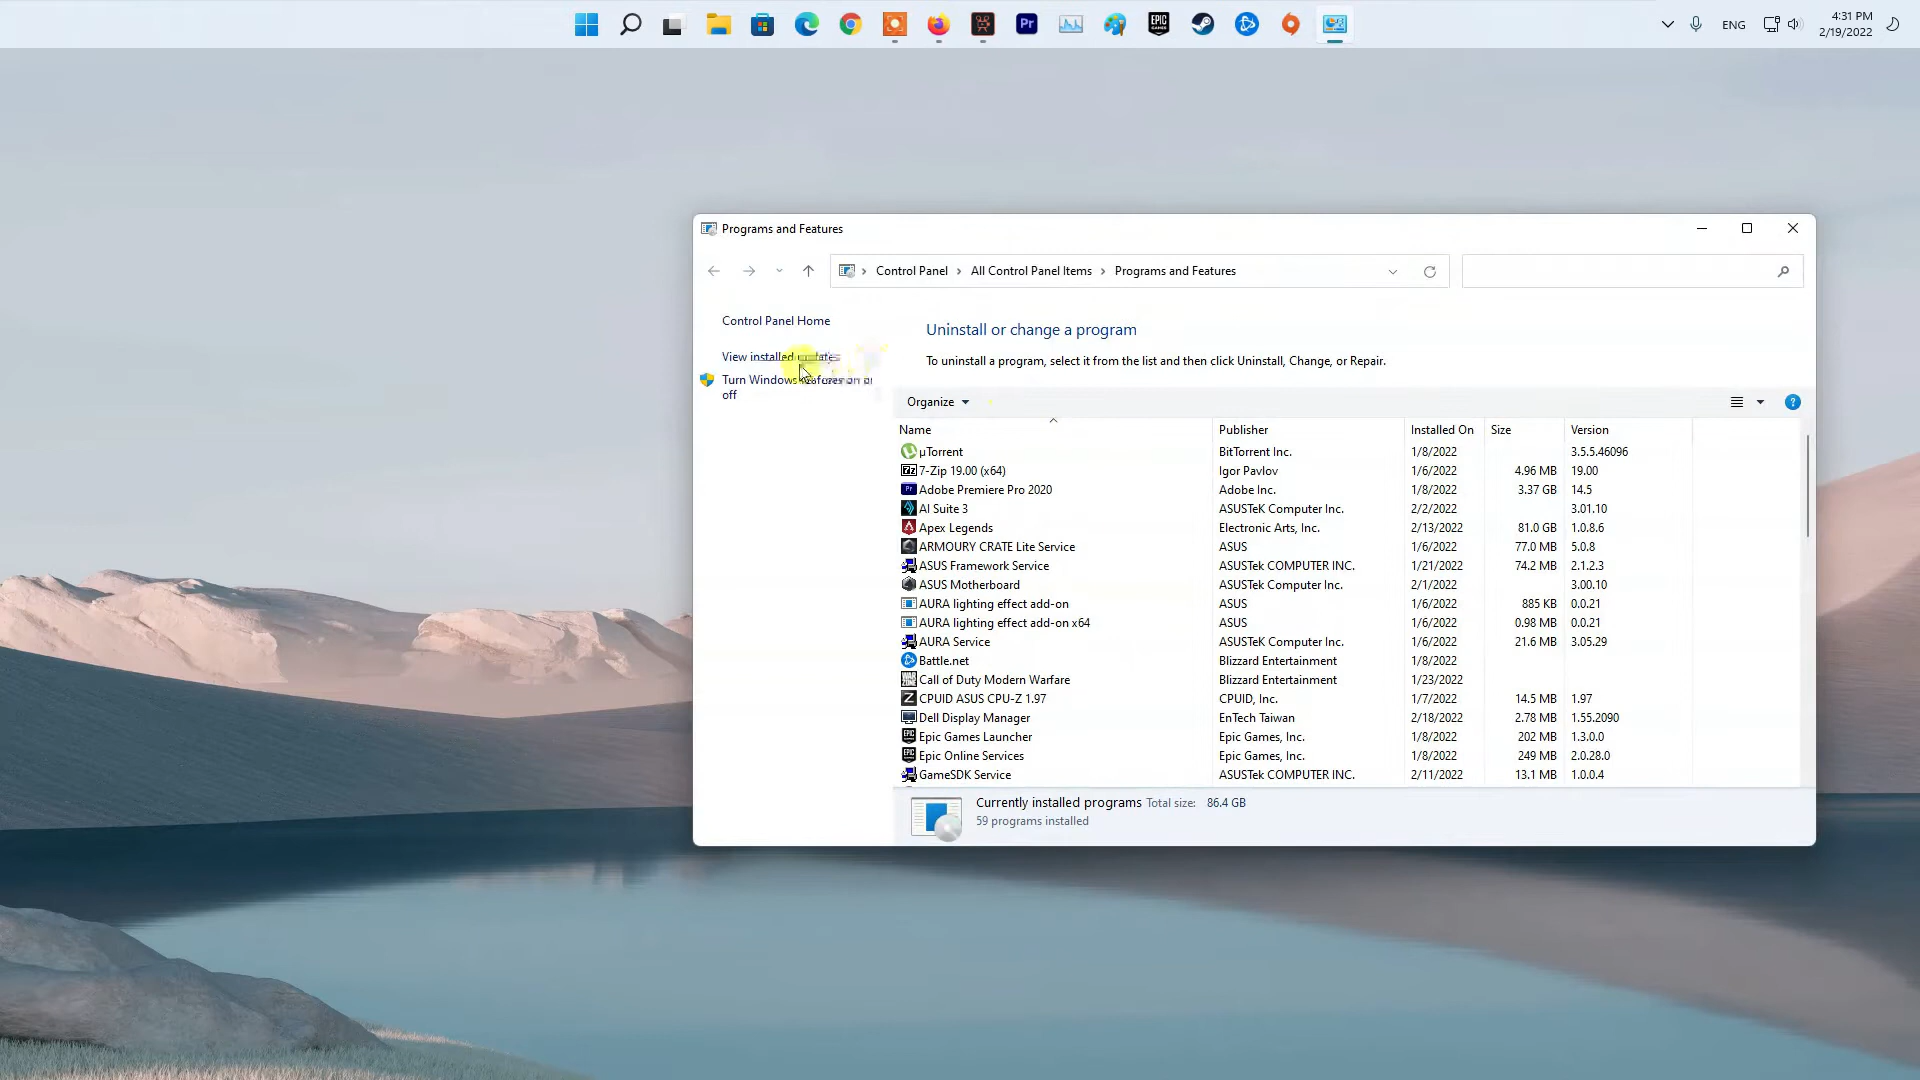 Pr
EPIC GAMES
ENG
4:31 PM
2/19/2022
Programs and Features
Control Panel
All Control Panel Items
Programs and Features
Control Panel Home
View installed updates
Turn Windows features on or
off
Uninstall or change a program
To uninstall a program, select it from the list and then click Uninstall, Change, or Repair.
Organize
?
Name Publisher Installed On Size Version
µTorrent BitTorrent Inc. 1/8/2022 3.5.5.46096
7-Zip 19.00 (x64) Igor Pavlov 1/6/2022 4.96 MB 19.00
Adobe Premiere Pro 2020 Adobe Inc. 1/8/2022 3.37 GB 14.5
AI Suite 3 ASUSTeK Computer Inc. 2/2/2022 3.01.10
Apex Legends Electronic Arts, Inc. 2/13/2022 81.0 GB 1.0.8.6
ARMOURY CRATE Lite Service ASUS 1/6/2022 77.0 MB 5.0.8
ASUS Framework Service ASUSTek COMPUTER INC. 1/21/2022 74.2 MB 2.1.2.3
ASUS Motherboard ASUSTek Computer Inc. 2/1/2022 3.00.10
AURA lighting effect add-on ASUS 1/6/2022 885 KB 0.0.21
AURA lighting effect add-on x64 ASUS 1/6/2022 0.98 MB 0.0.21
AURA Service ASUSTeK Computer Inc. 1/6/2022 21.6 MB 3.05.29
Battle.net Blizzard Entertainment 1/8/2022
Call of Duty Modern Warfare Blizzard Entertainment 1/23/2022
CPUID ASUS CPU-Z 1.97 CPUID, Inc. 1/7/2022 14.5 MB 1.97
Dell Display Manager EnTech Taiwan 2/18/2022 2.78 MB 1.55.2090
Epic Games Launcher Epic Games, Inc. 1/8/2022 202 MB 1.3.0.0
Epic Online Services Epic Games, Inc. 1/8/2022 249 MB 2.0.28.0
GameSDK Service ASUSTek COMPUTER INC. 2/11/2022 13.1 MB 1.0.0.4
Currently installed programs Total size: 86.4 GB
59 programs installed